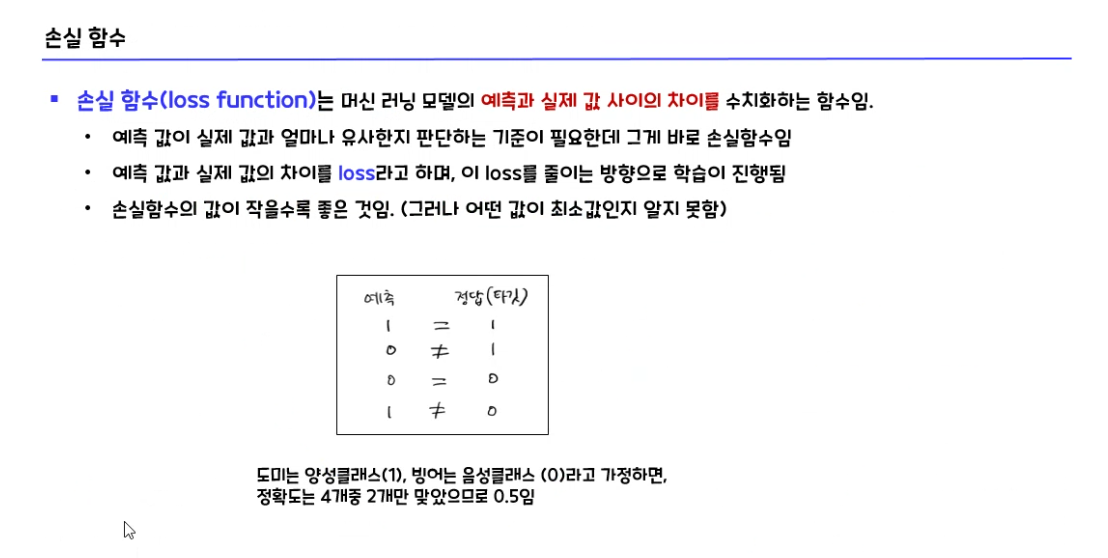 손실 함수
▪ 손실 함수(loss function)는 머신 러닝 모델의 예측과 실제 값 사이의 차이를 수치화하는 함수임.
• 예측 값이 실제 값과 얼마나 유사한지 판단하는 기준이 필요한데 그게 바로 손실함수임
• 예측 값과 실제 값의 차이를 loss라고 하며, 이 loss를 줄이는 방향으로 학습이 진행됨
• 손실함수의 값이 작을수록 좋은 것임. (그러나 어떤 값이 최소값인지 알지 못함)
예측 정답(타깃)
1 = 1
0 ≠ 1
0 = 0
1 ≠ 0
도미는 양성클래스(1), 빙어는 음성클래스 (0)라고 가정하면,
정확도는 4개중 2개만 맞았으므로 0.5임